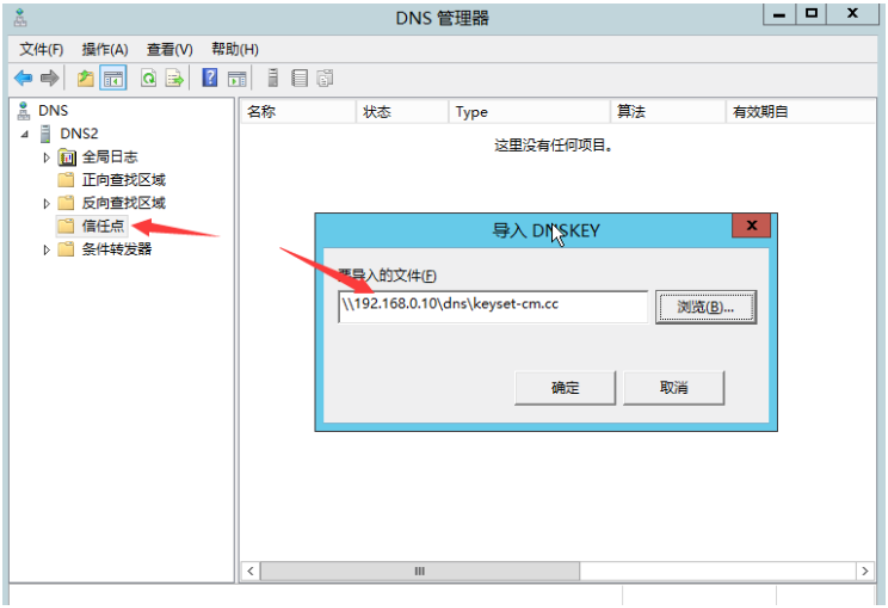 DNS 管理器
文件(F) 操作(A) 查看(V) 帮助(H)
DNS
DNS2
全局日志
正向查找区域
反向查找区域
信任点
条件转发器
名称 状态 Type 算法 有效期自
这里没有任何项目。
导入 DNSKEY
要导入的文件(F)
\\192.168.0.10\dns\keyset-cm.cc
浏览(B)...
确定 取消